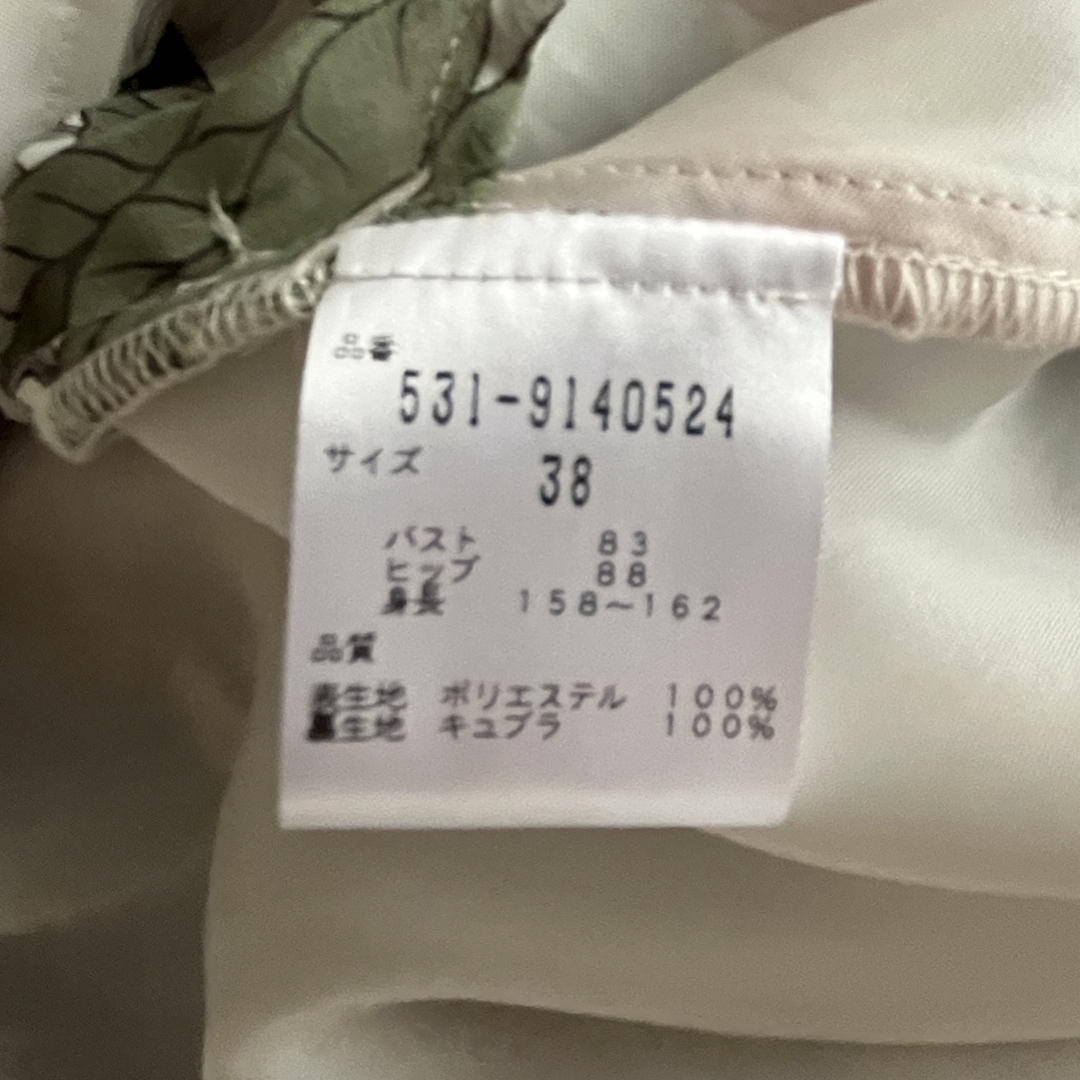 品番
531-9140524
サイズ 38
バスト 83
ヒップ 88
身長 158~162
品質
表生地 ポリエステル 100%
裏生地 キュプラ 100%